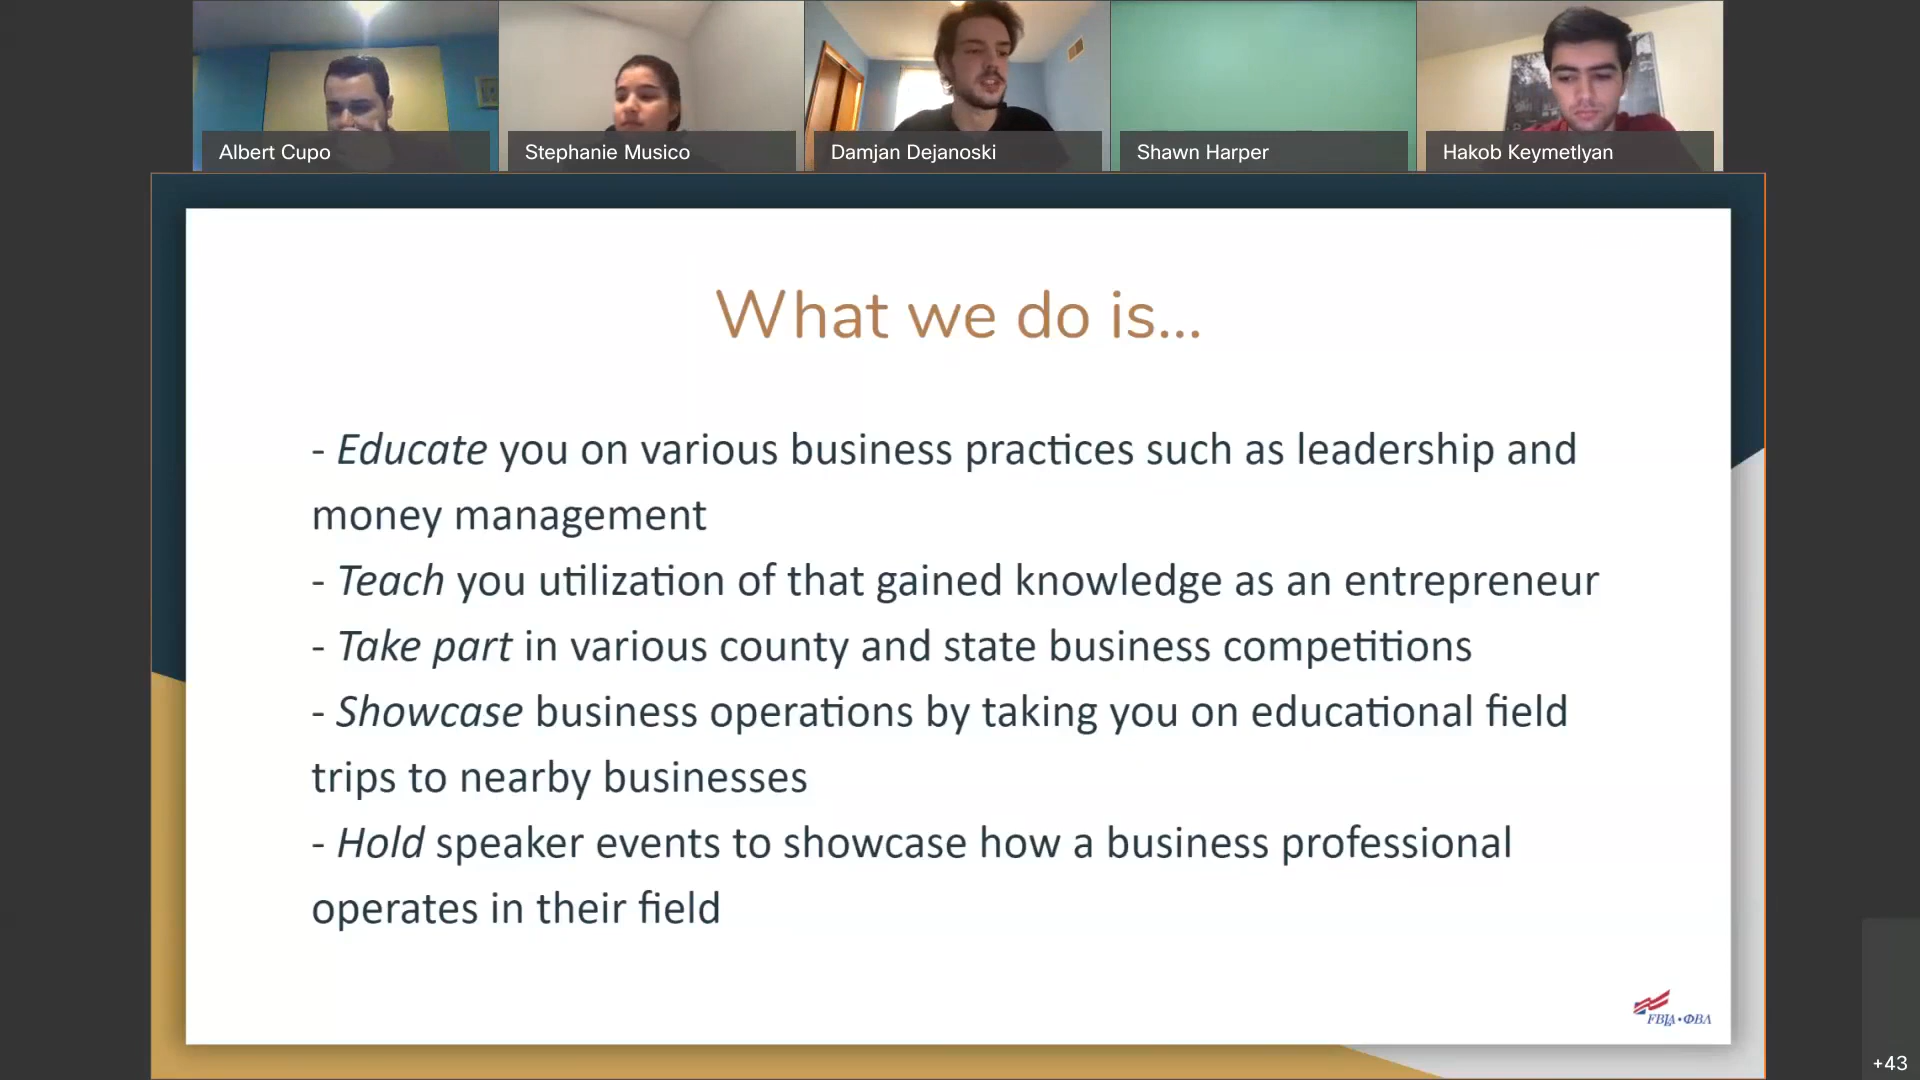 Albert Cupo
Stephanie Musico
Damjan Dejanoski
Shawn Harper
Hakob Keymetlyan
What we do is...
- Educate you on various business practices such as leadership and
money management
- Teach you utilization of that gained knowledge as an entrepreneur
- Take part in various county and state business competitions
- Showcase business operations by taking you on educational field
trips to nearby businesses
- Hold speaker events to showcase how a business professional
operates in their field
FBLA•ΦΒΛ
+43